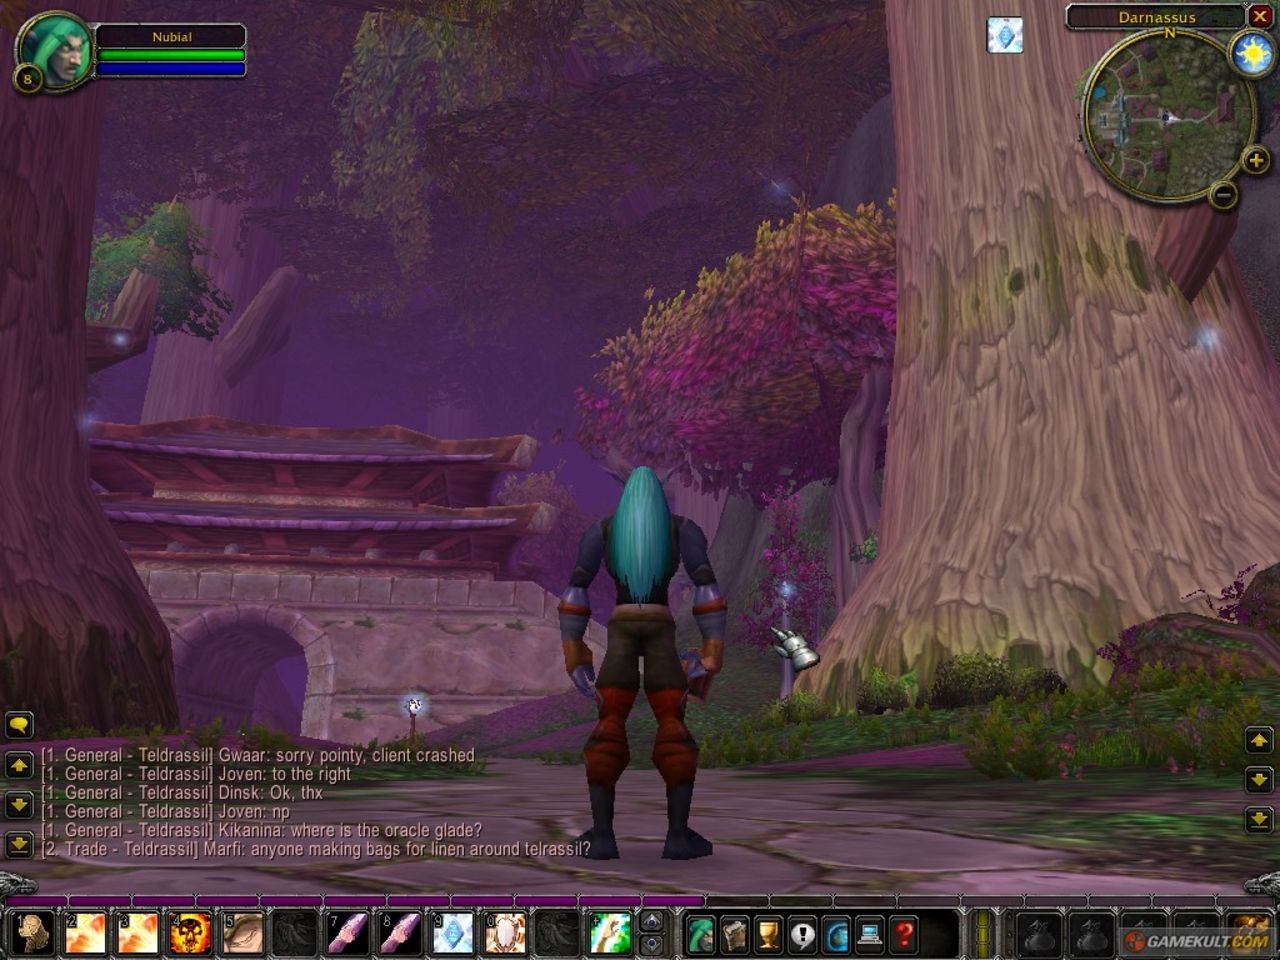 Nubial
8
Darnassus
N
[1. General - Teldrassil] Gwaar: sorry pointy, client crashed
[1. General - Teldrassil] Joven: to the right
[1. General - Teldrassil] Dinsk: Ok, thx
[1. General - Teldrassil] Joven: np
[1. General - Teldrassil] Kikanina: where is the oracle glade?
[2. Trade - Teldrassil] Marfi: anyone making bags for linen around telrassil?
1 2 3 4 5 7 8 9 0 +
GAMEKULT.COM